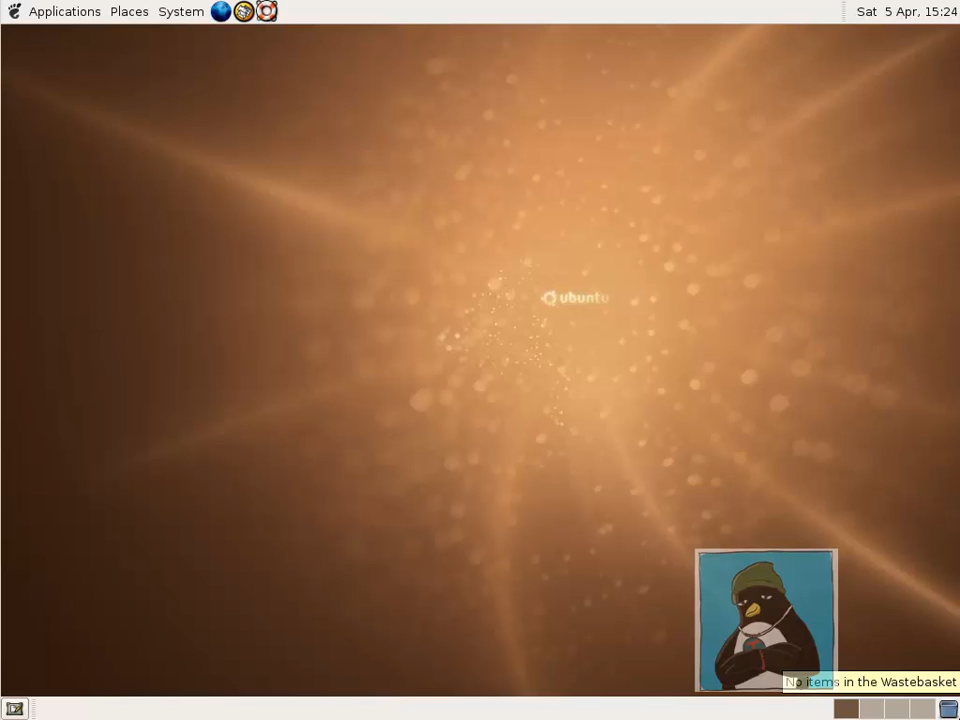 Applications Places System
Sat 5 Apr, 15:24
ubuntu
No items in the Wastebasket